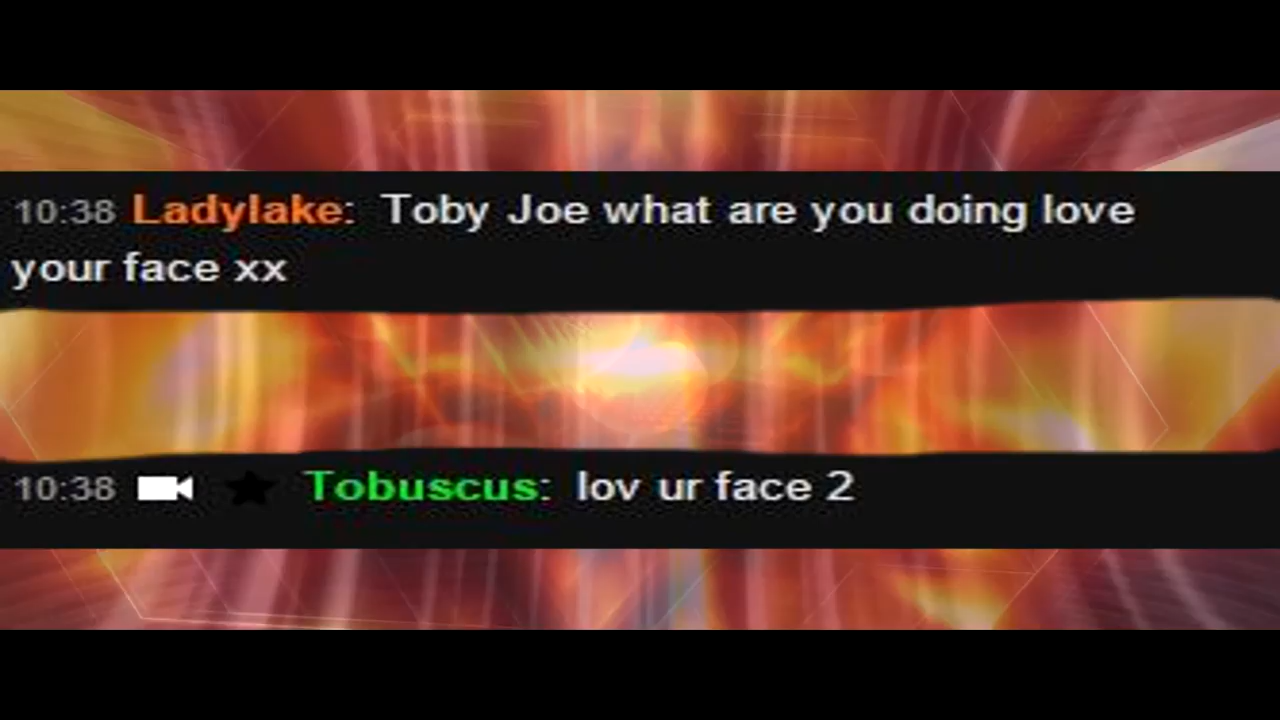 10:38 Ladylake: Toby Joe what are you doing love
your face xx
10:38 Tobuscus: lov ur face 2